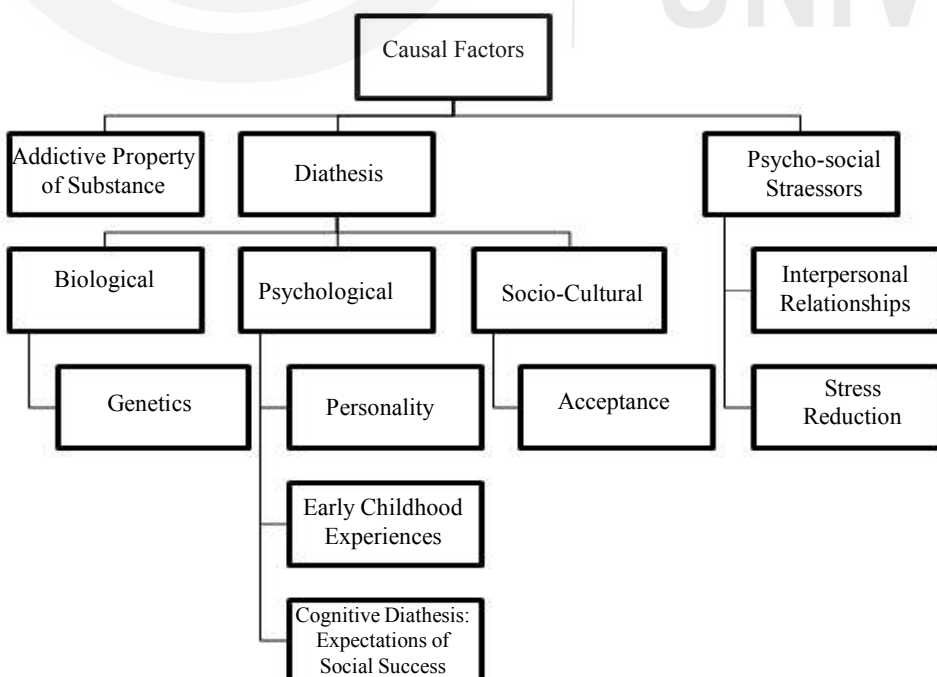 UNIV
Causal Factors
Addictive Property
of Substance
Diathesis
Psycho-social
Straessors
Biological
Psychological
Socio-Cultural
Interpersonal
Relationships
Genetics
Personality
Acceptance
Stress
Reduction
Early Childhood
Experiences
Cognitive Diathesis:
Expectations of
Social Success